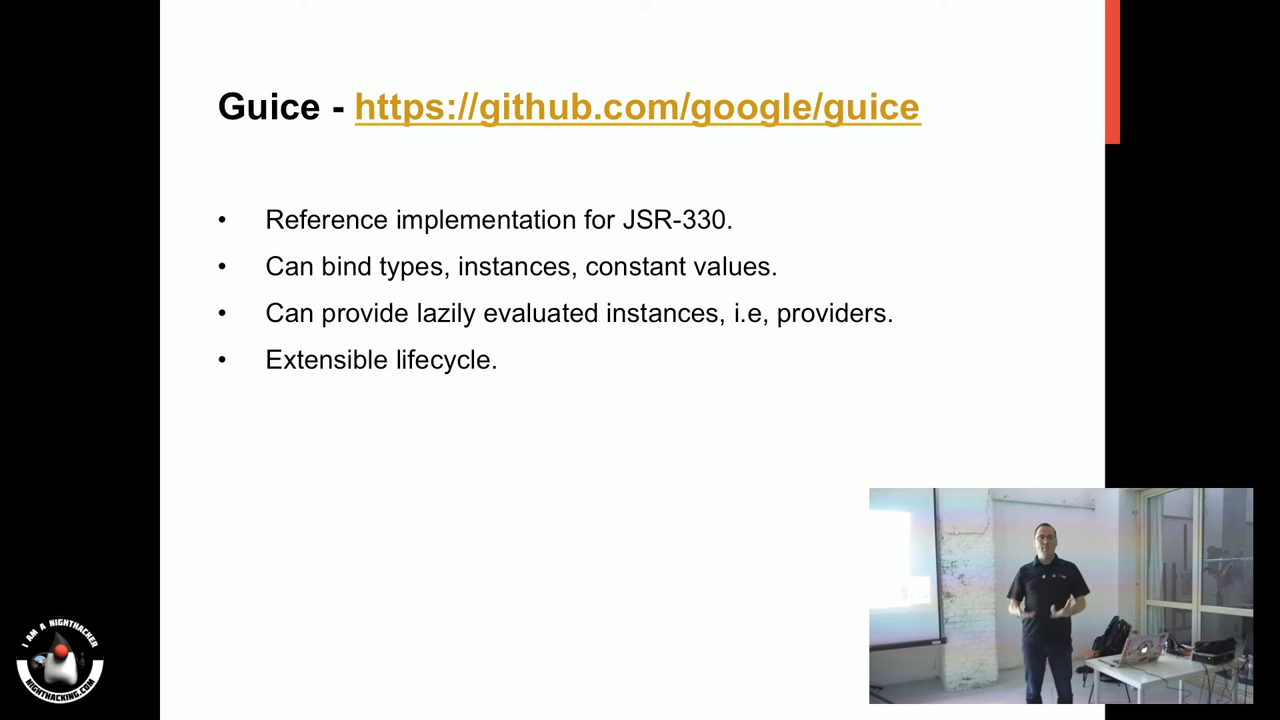 Guice - https://github.com/google/guice
• Reference implementation for JSR-330.
• Can bind types, instances, constant values.
• Can provide lazily evaluated instances, i.e, providers.
• Extensible lifecycle.
I AM A NIGHTHACKER
NIGHTHACKING.COM